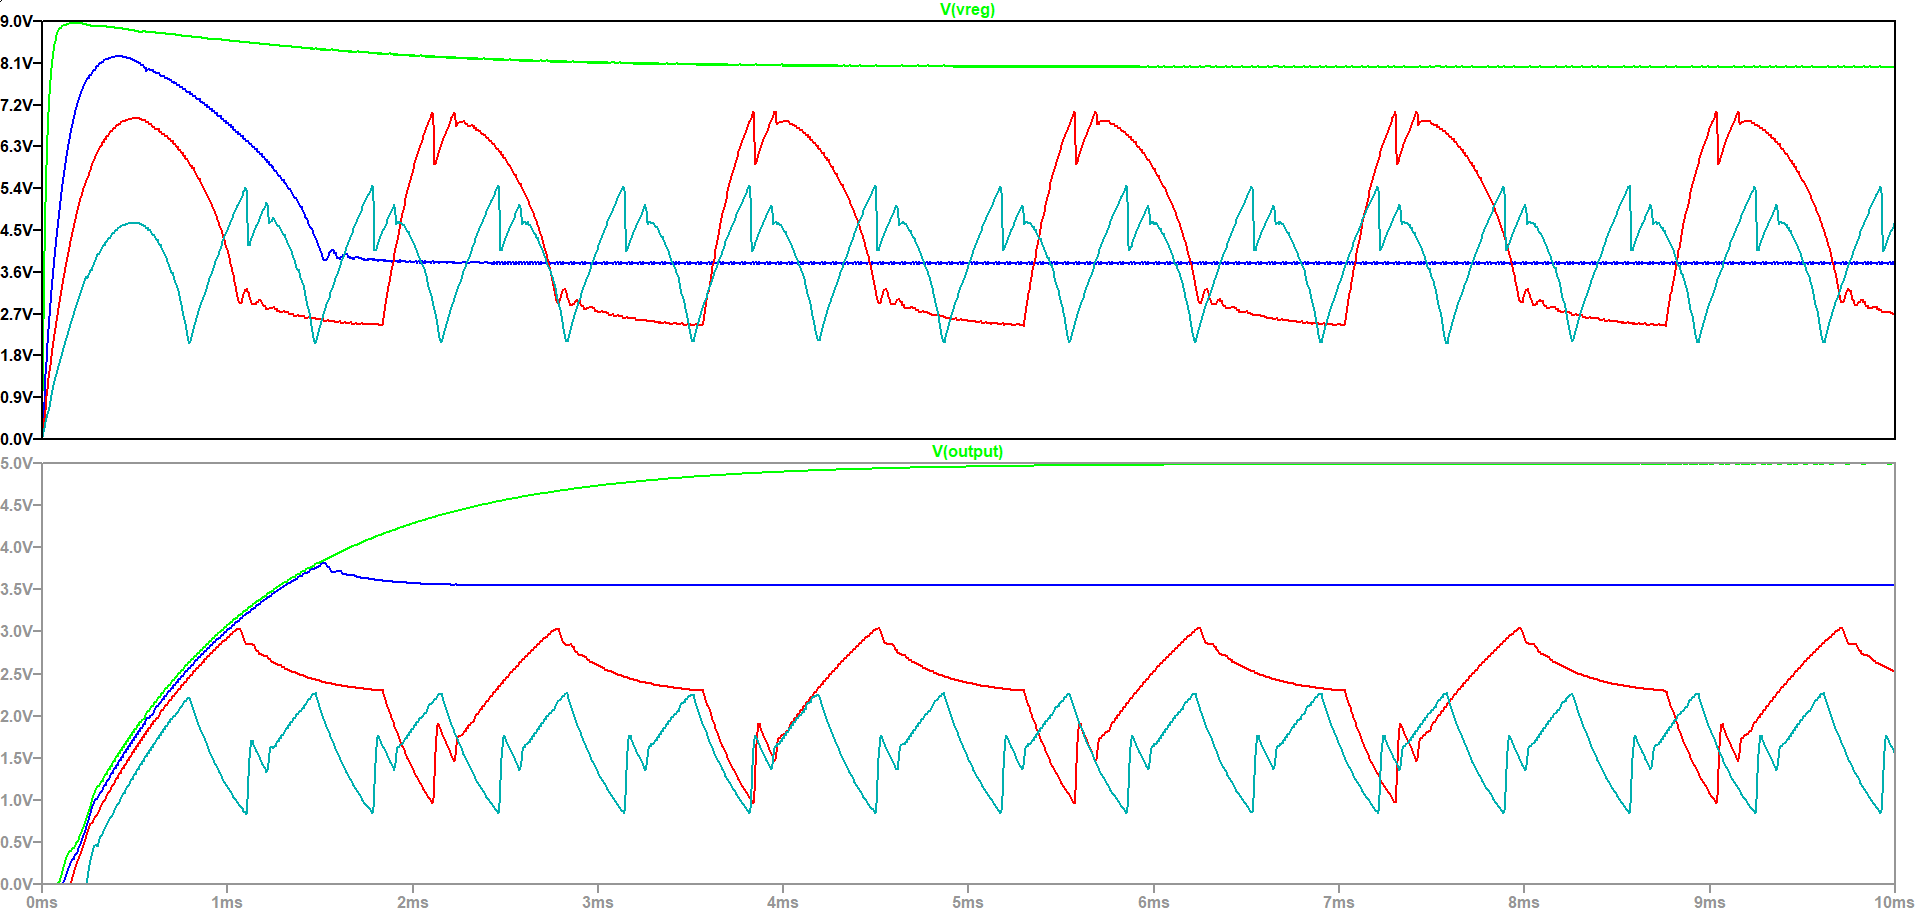 V(vreg)
9.0V
8.1V
7.2V
6.3V
5.4V
4.5V
3.6V
2.7V
1.8V
0.9V
0.0V
V(output)
5.0V
4.5V
4.0V
3.5V
3.0V
2.5V
2.0V
1.5V
1.0V
0.5V
0.0V
0ms 1ms 2ms 3ms 4ms 5ms 6ms 7ms 8ms 9ms 10ms